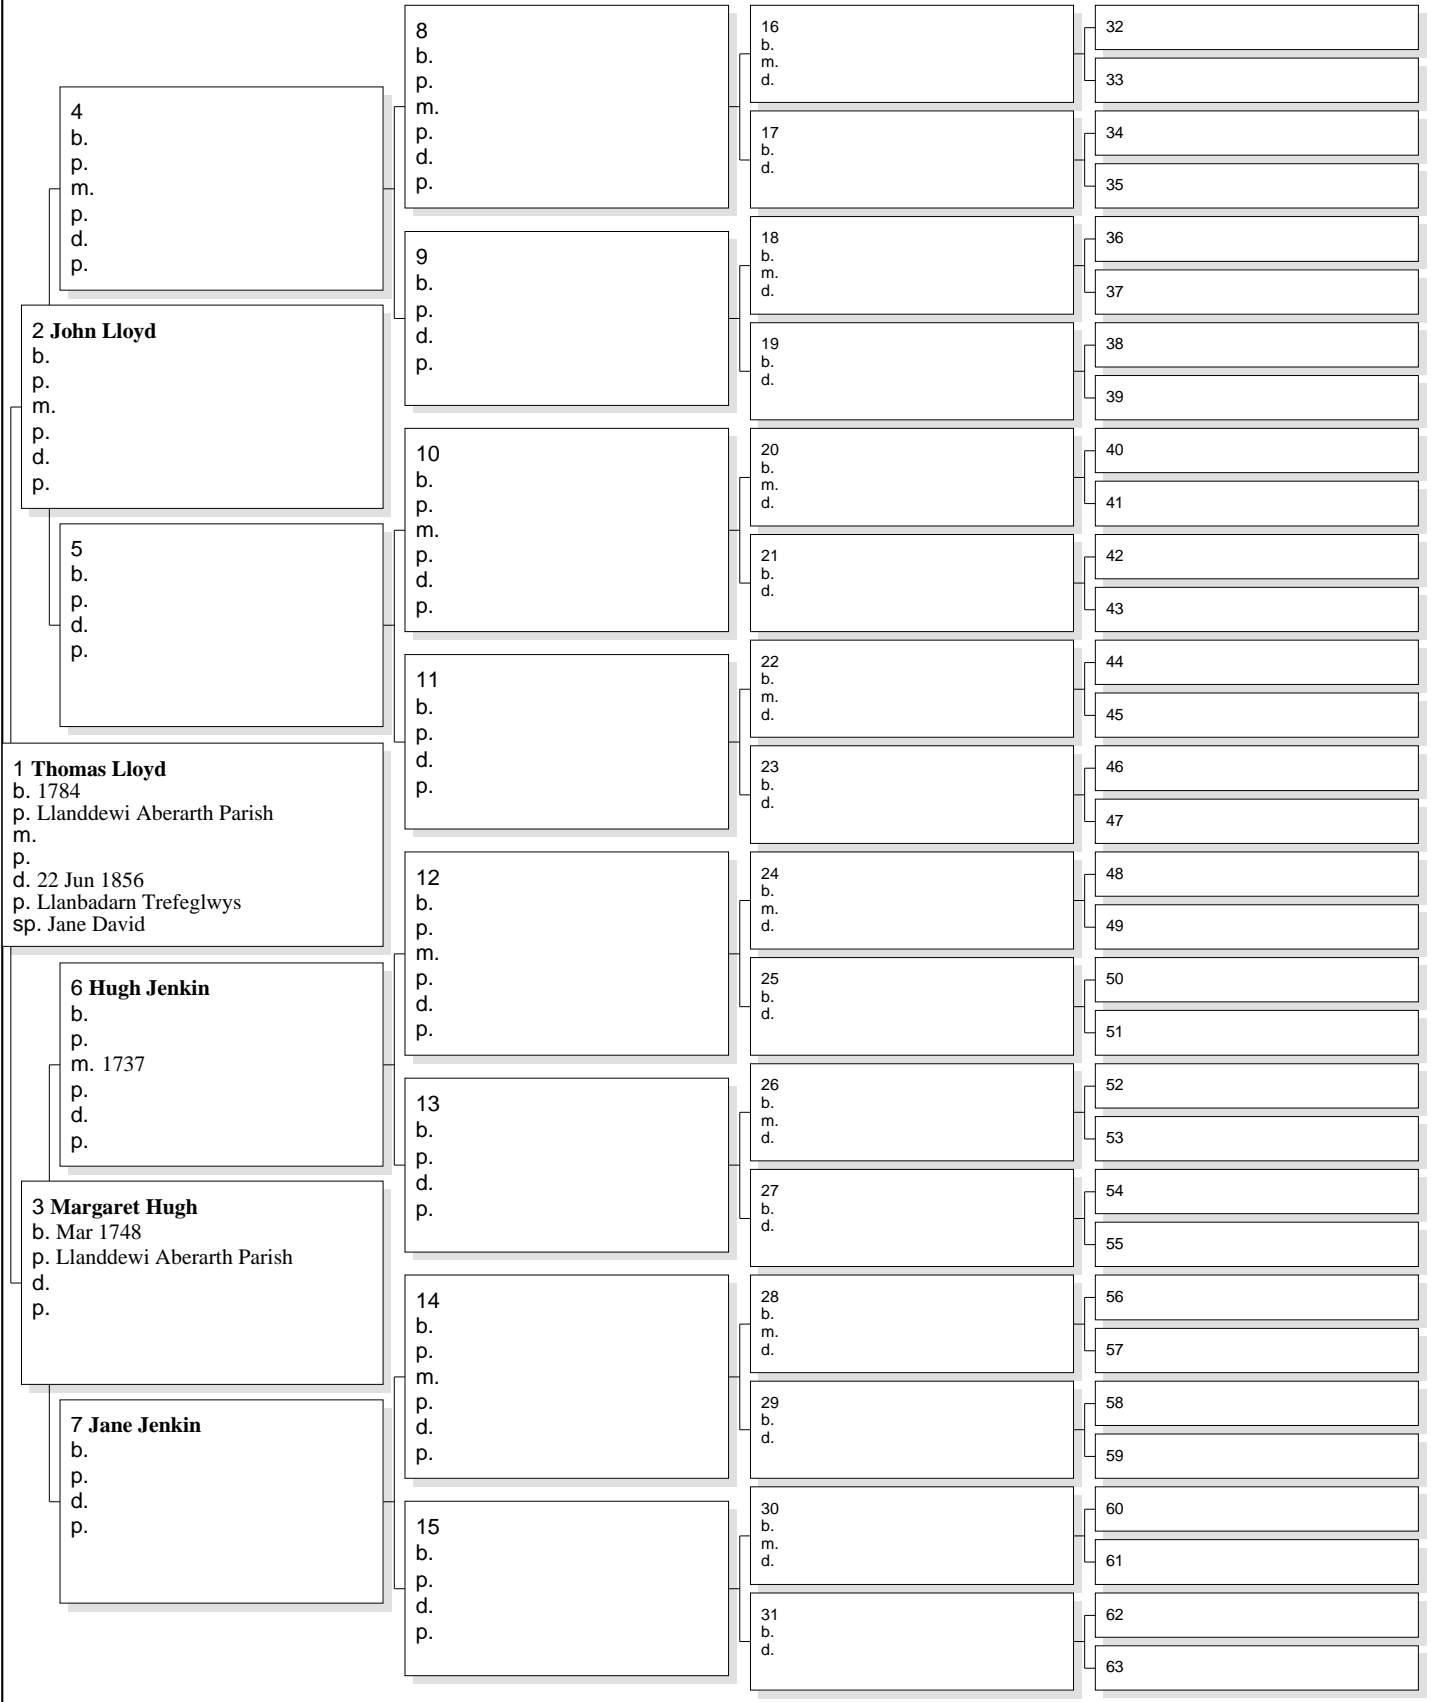 1 Thomas Lloyd
b. 1784
p. Llanddewi Aberarth Parish
m.
p.
d. 22 Jun 1856
p. Llanbadarn Trefeglwys
sp. Jane David
2 John Lloyd
b.
p.
m.
p.
d.
p.
3 Margaret Hugh
b. Mar 1748
p. Llanddewi Aberarth Parish
d.
p.
4
b.
p.
m.
p.
d.
p.
5
b.
p.
d.
p.
6 Hugh Jenkin
b.
p.
m. 1737
p.
d.
p.
7 Jane Jenkin
b.
p.
d.
p.
8
b.
p.
m.
p.
d.
p.
9
b.
p.
d.
p.
10
b.
p.
m.
p.
d.
p.
11
b.
p.
d.
p.
12
b.
p.
m.
p.
d.
p.
13
b.
p.
d.
p.
14
b.
p.
m.
p.
d.
p.
15
b.
p.
d.
p.
16
b.
m.
d.
17
b.
d.
18
b.
m.
d.
19
b.
d.
20
b.
m.
d.
21
b.
d.
22
b.
m.
d.
23
b.
d.
24
b.
m.
d.
25
b.
d.
26
b.
m.
d.
27
b.
d.
28
b.
m.
d.
29
b.
d.
30
b.
m.
d.
31
b.
d.
32
33
34
35
36
37
38
39
40
41
42
43
44
45
46
47
48
49
50
51
52
53
54
55
56
57
58
59
60
61
62
63